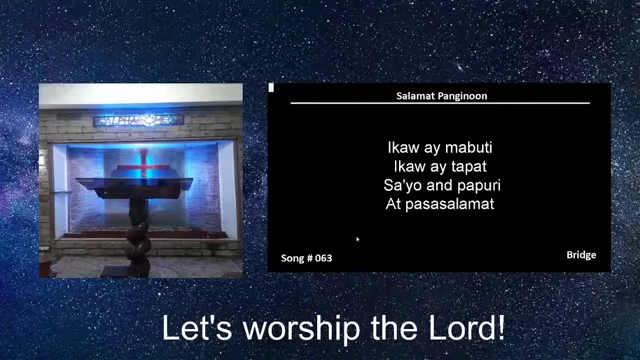 Salamat Panginoon
Ikaw ay mabuti
Ikaw ay tapat
Sa'yo and papuri
At pasasalamat
Song # 063
Bridge
Let's worship the Lord!